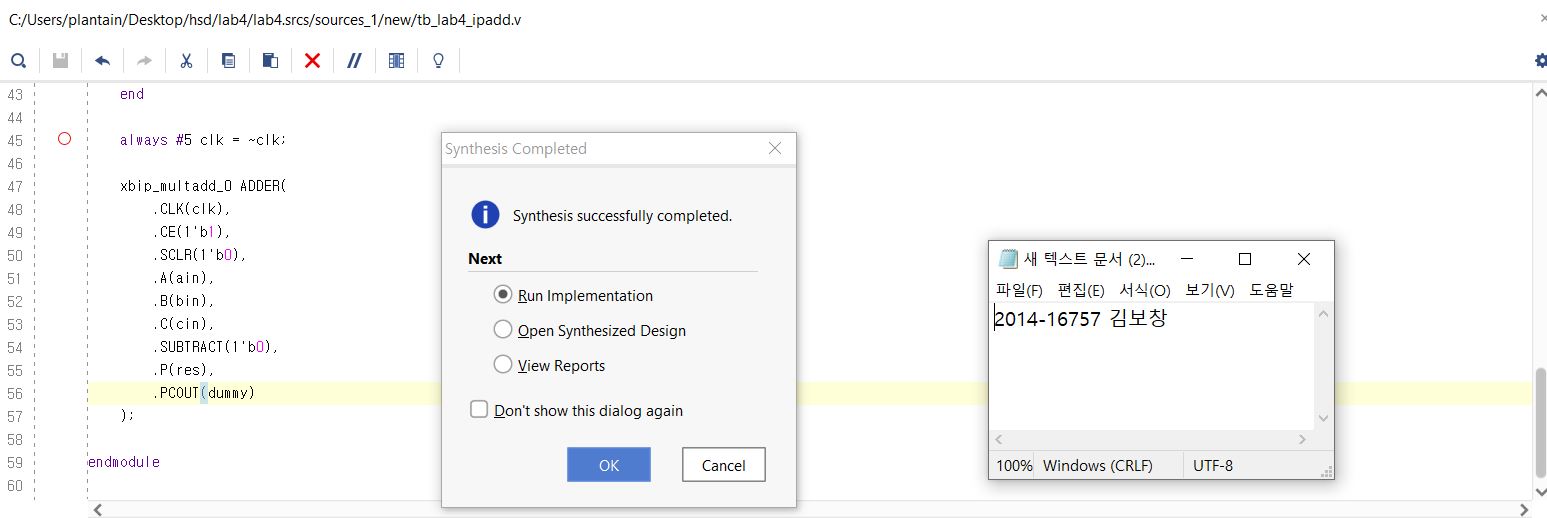 C:/Users/plantain/Desktop/hsd/lab4/lab4.srcs/sources_1/new/tb_lab4_ipadd.v
43 end
44
45 always #5 clk = ~clk;
46
47 xbip_multadd_0 ADDER(
48 .CLK(clk),
49 .CE(1'b1),
50 .SCLR(1'b0),
51 .A(ain),
52 .B(bin),
53 .C(cin),
54 .SUBTRACT(1'b0),
55 .P(res),
56 .PCOUT(dummy)
57 );
58
59 endmodule
60
Synthesis Completed
Synthesis successfully completed.
Next
Run Implementation
Open Synthesized Design
View Reports
Don't show this dialog again
OK Cancel
새 텍스트 문서 (2)...
파일(F) 편집(E) 서식(O) 보기(V) 도움말
2014-16757 김보창
100% Windows (CRLF) UTF-8